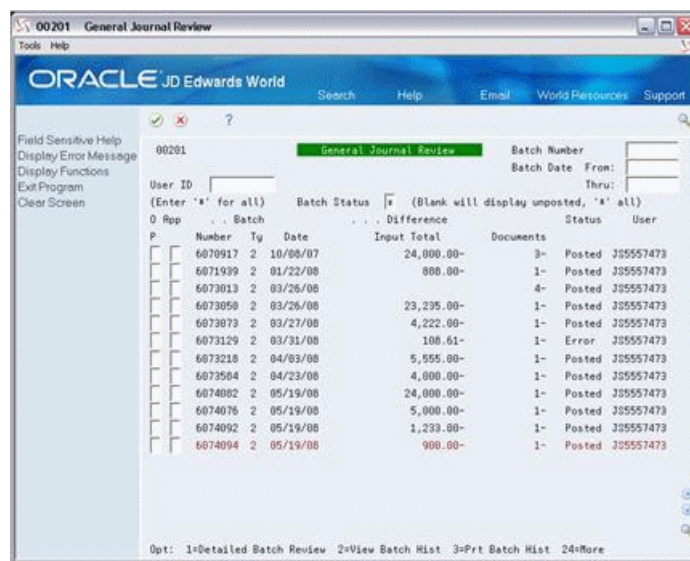 00201 General Journal Review
Tools Help
ORACLE JD Edwards World
Search Help Email World Resources Support
Field Sensitive Help
Display Error Message
Display Functions
Exit Program
Clear Screen
?
00201 General Journal Review Batch Number
Batch Date From:
User ID Thru:
(Enter '*' for all) Batch Status * (Blank will display unposted, '*' all)
O App . . Batch . . . Difference Status User
P Number Ty Date Input Total Documents
6070917 2 10/08/07 24,000.00- 3- Posted JS5557473
6071939 2 01/22/08 808.00- 1- Posted JS5557473
6073013 2 03/26/08 4- Posted JS5557473
6073050 2 03/26/08 23,235.00- 1- Posted JS5557473
6073073 2 03/27/08 4,222.00- 1- Posted JS5557473
6073129 2 03/31/08 108.61- 1- Error JS5557473
6073218 2 04/03/08 5,555.00- 1- Posted JS5557473
6073504 2 04/23/08 4,000.00- 1- Posted JS5557473
6074082 2 05/19/08 24,000.00- 1- Posted JS5557473
6074076 2 05/19/08 5,000.00- 1- Posted JS5557473
6074092 2 05/19/08 1,233.00- 1- Posted JS5557473
6074094 2 05/19/08 900.00- 1- Posted JS5557473
Opt: 1=Detailed Batch Review 2=View Batch Hist 3=Prt Batch Hist 24=More